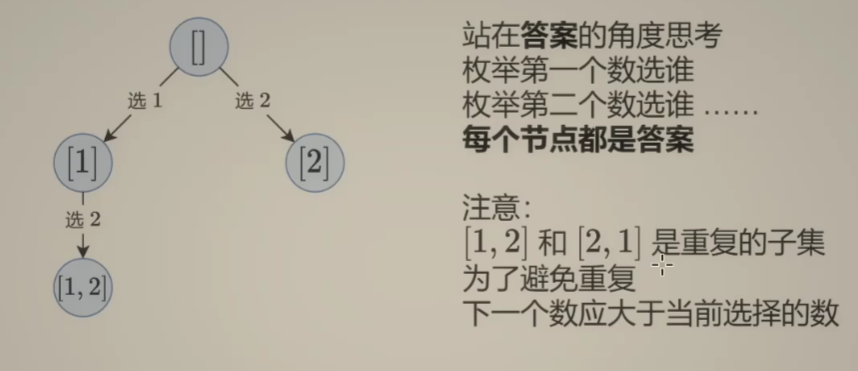 []
选 1
选 2
[1]
[2]
选 2
[1, 2]
站在答案的角度思考
枚举第一个数选谁
枚举第二个数选谁 ……
每个节点都是答案
注意：
[1, 2] 和 [2, 1] 是重复的子集
为了避免重复
下一个数应大于当前选择的数